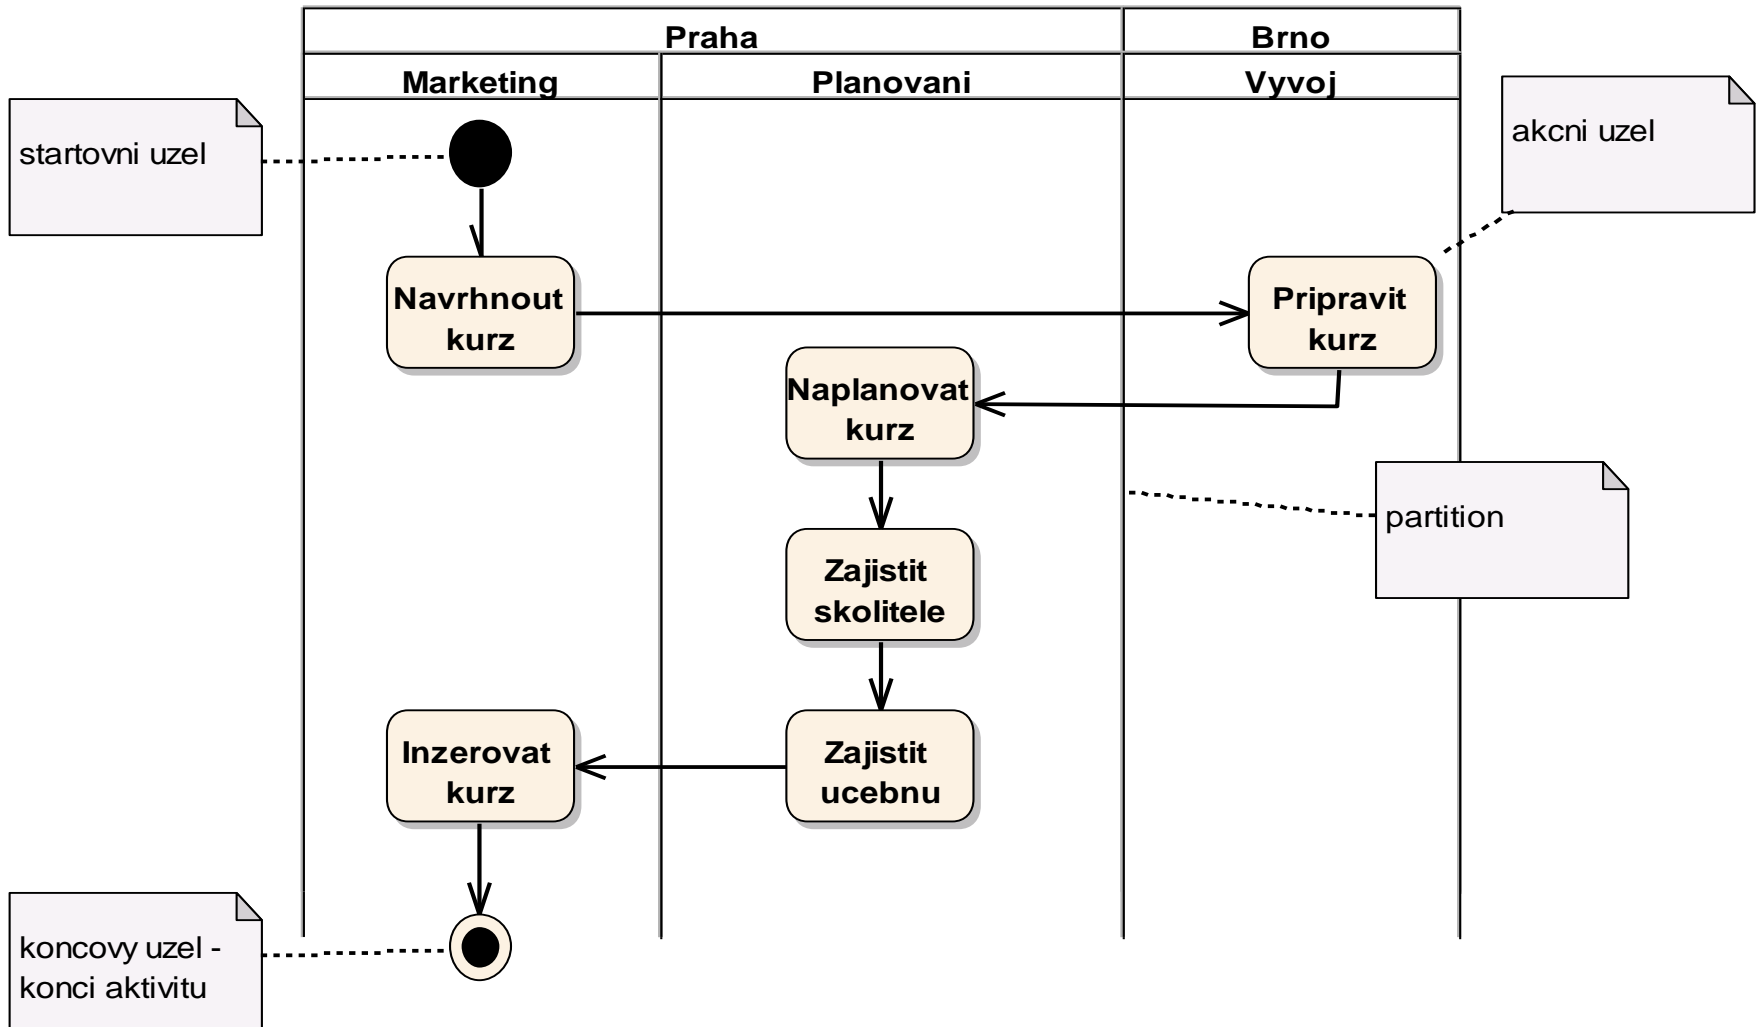 Praha
Brno
Marketing
Planovani
Vyvoj
startovni uzel
akcni uzel
Navrhnout
kurz
Pripravit
kurz
Naplanovat
kurz
partition
Zajistit
skolitele
Inzerovat
kurz
Zajistit
ucebnu
koncovy uzel -
konci aktivitu